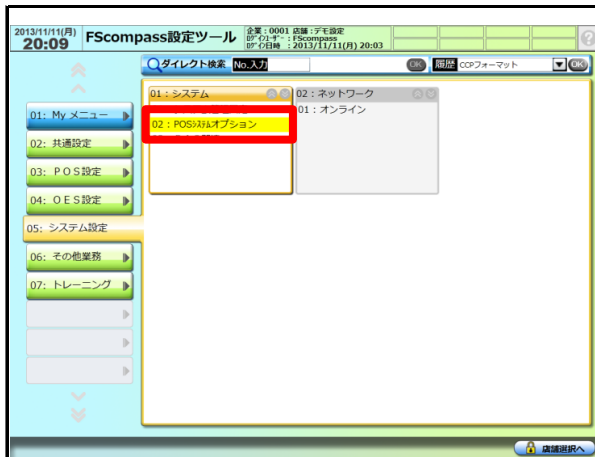 2013/11/11(月)
20:09
FScompass設定ツール
企業：0001 店舗：デモ設定
ﾛｸﾞｲﾝﾕｰｻﾞｰ：FScompass
ﾛｸﾞｲﾝ日時：2013/11/11(月) 20:03
ダイレクト検索 No.入力 OK 履歴 CCPフォーマット OK
01：システム
02：ネットワーク
01：オンライン
02：POSｼｽﾃﾑオプション
01: My メニュー
02: 共通設定
03: ＰＯＳ設定
04: ＯＥＳ設定
05: システム設定
06: その他業務
07: トレーニング
店舗選択へ